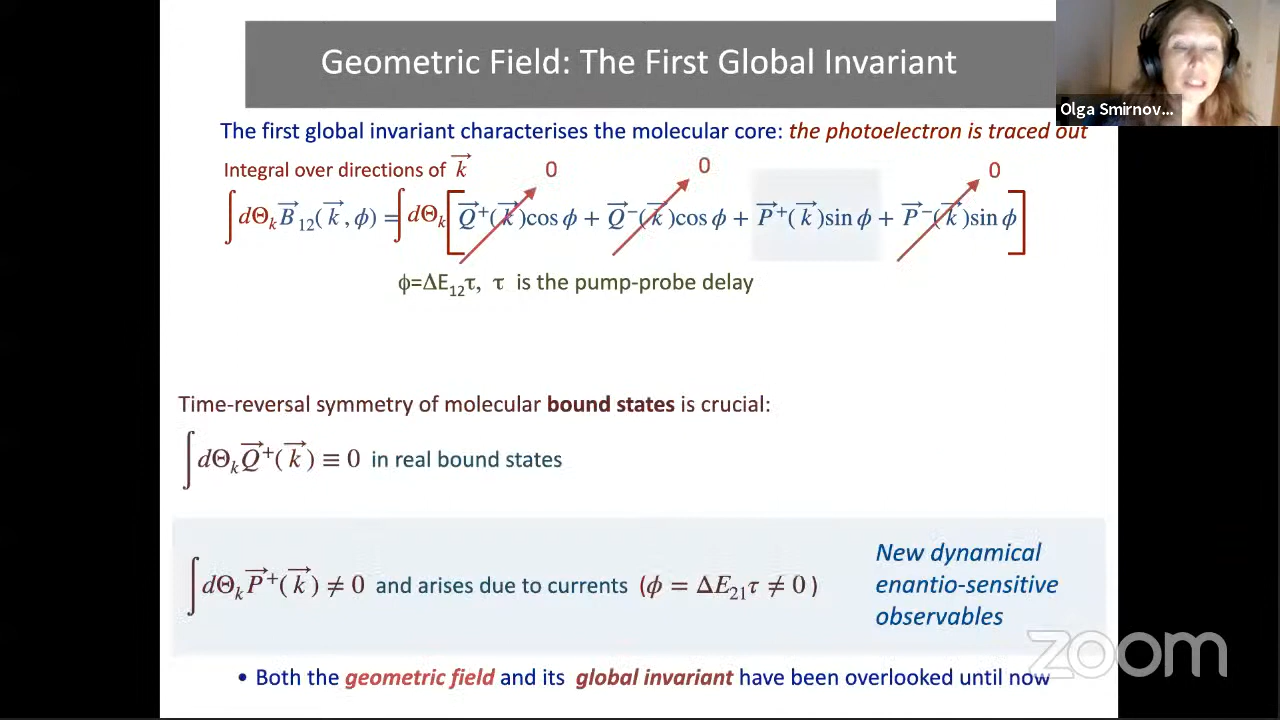 Geometric Field: The First Global Invariant
Olga Smirnov...
The first global invariant characterises the molecular core: the photoelectron is traced out
Integral over directions of k⃗ 0 0 0
∫dΘₖB⃗₁₂(k⃗, ϕ) = ∫dΘₖ[Q⃗⁺(k⃗)cos ϕ + Q⃗⁻(k⃗)cos ϕ + P⃗⁺(k⃗)sin ϕ + P⃗⁻(k⃗)sin ϕ]
ϕ=ΔE₁₂τ, τ is the pump-probe delay
Time-reversal symmetry of molecular bound states is crucial:
∫dΘₖQ⃗⁺(k⃗) ≡ 0 in real bound states
∫dΘₖP⃗⁺(k⃗) ≠ 0 and arises due to currents (ϕ = ΔE₂₁τ ≠ 0 )
New dynamical
enantio-sensitive
observables
zoom
• Both the geometric field and its global invariant have been overlooked until now